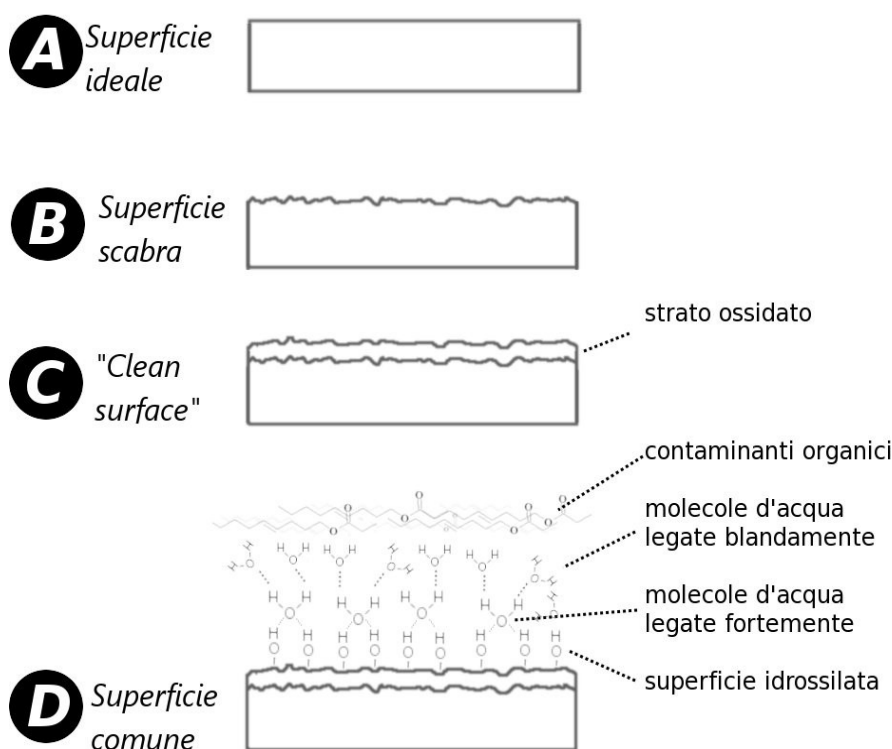 A
Superficie
ideale
B
Superficie
scabra
C
"Clean
surface"
strato ossidato
contaminanti organici
molecole d'acqua
legate blandamente
molecole d'acqua
legate fortemente
superficie idrossilata
D
Superficie
comune